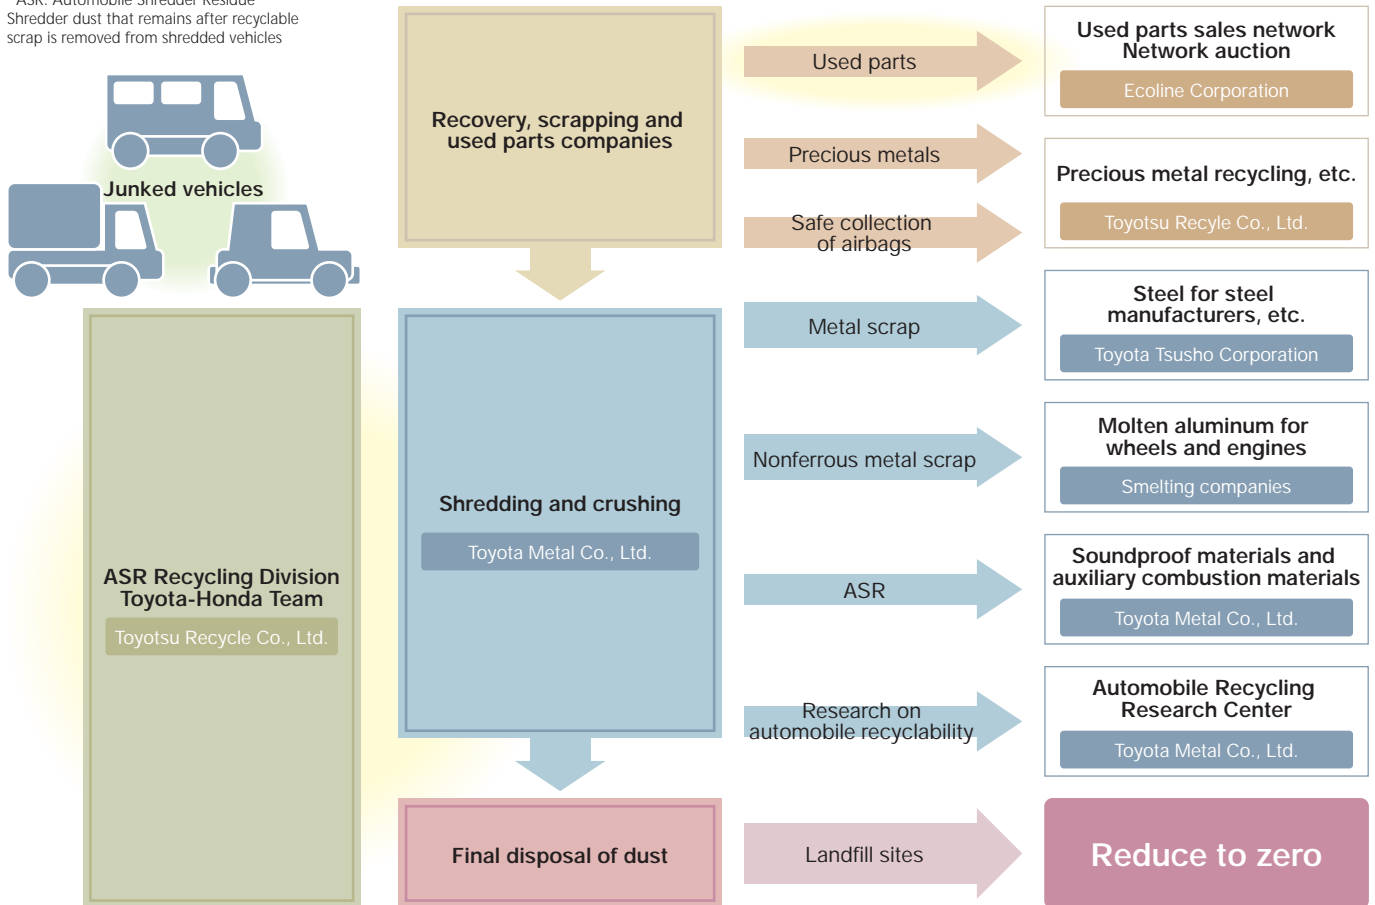 ASR: Automobile Shredder Residue
Shredder dust that remains after recyclable
scrap is removed from shredded vehicles
Junked vehicles
ASR Recycling Division
Toyota-Honda Team
Toyotsu Recycle Co., Ltd.
Recovery, scrapping and
used parts companies
Shredding and crushing
Toyota Metal Co., Ltd.
Final disposal of dust
Used parts
Used parts sales network
Network auction
Ecoline Corporation
Precious metals
Safe collection
of airbags
Precious metal recycling, etc.
Toyotsu Recyle Co., Ltd.
Metal scrap
Steel for steel
manufacturers, etc.
Toyota Tsusho Corporation
Nonferrous metal scrap
Molten aluminum for
wheels and engines
Smelting companies
ASR
Soundproof materials and
auxiliary combustion materials
Toyota Metal Co., Ltd.
Research on
automobile recyclability
Automobile Recycling
Research Center
Toyota Metal Co., Ltd.
Landfill sites
Reduce to zero